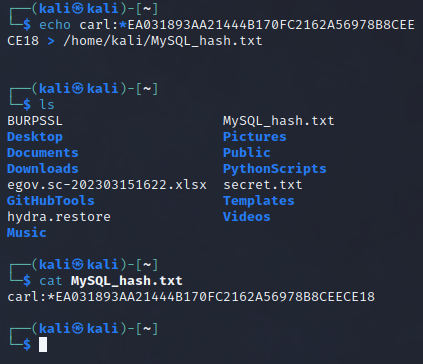 ┌──(kali㉿kali)-[~]
└─$ echo carl:*EA031893AA21444B170FC2162A56978B8CEE
CE18 > /home/kali/MySQL_hash.txt
┌──(kali㉿kali)-[~]
└─$ ls
BURPSSL MySQL_hash.txt
Desktop Pictures
Documents Public
Downloads PythonScripts
egov.sc-202303151622.xlsx secret.txt
GitHubTools Templates
hydra.restore Videos
Music
┌──(kali㉿kali)-[~]
└─$ cat MySQL_hash.txt
carl:*EA031893AA21444B170FC2162A56978B8CEECE18
┌──(kali㉿kali)-[~]
└─$